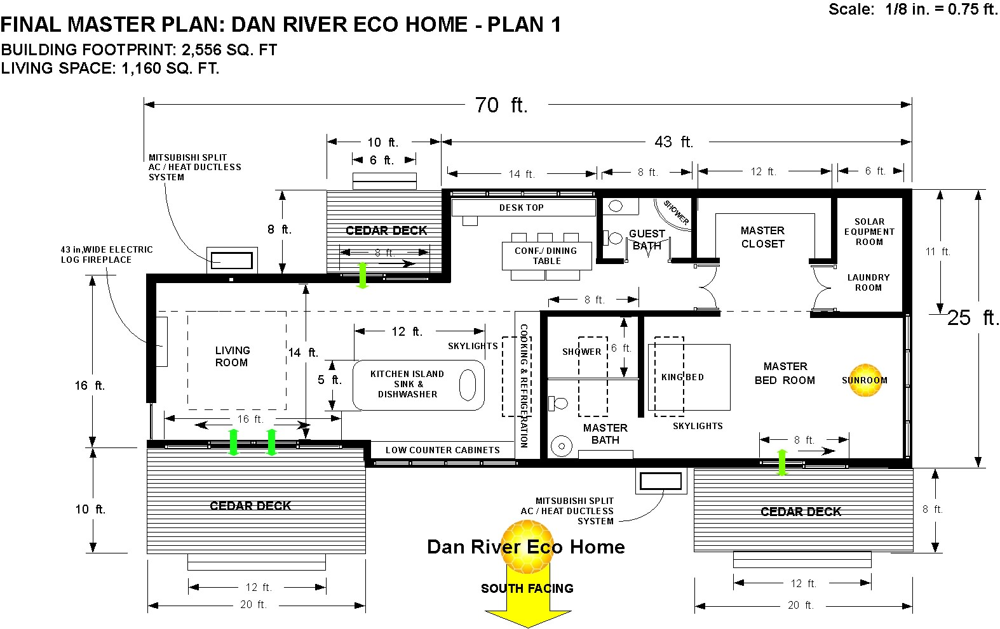 Scale: 1/8 in. = 0.75 ft.
FINAL MASTER PLAN: DAN RIVER ECO HOME - PLAN 1
BUILDING FOOTPRINT: 2,556 SQ. FT
LIVING SPACE: 1,160 SQ. FT.
70 ft.
10 ft.
43 ft.
6 ft.
MITSUBISHI SPLIT
AC / HEAT DUCTLESS
SYSTEM
14 ft.
8 ft.
12 ft.
6 ft.
DESK TOP
SHOWER
8 ft.
CEDAR DECK
GUEST
BATH
MASTER
CLOSET
SOLAR
EQUPMENT
ROOM
43 in,WIDE ELECTRIC
LOG FIREPLACE
8 ft.
CONF./ DINING
TABLE
11 ft.
LAUNDRY
ROOM
8 ft.
25 ft.
12 ft.
COOKING & REFRIGERATION
SKYLIGHTS
LIVING
ROOM
14 ft.
SHOWER
6 ft.
16 ft.
5 ft.
KITCHEN ISLAND
SINK &
DISHWASHER
KING BED
MASTER
BED ROOM
SUNROOM
16 ft.
MASTER
BATH
SKYLIGHTS
8 ft.
LOW COUNTER CABINETS
10 ft.
CEDAR DECK
MITSUBISHI SPLIT
AC / HEAT DUCTLESS
SYSTEM
CEDAR DECK
8 ft.
Dan River Eco Home
SOUTH FACING
12 ft.
20 ft.
12 ft.
20 ft.